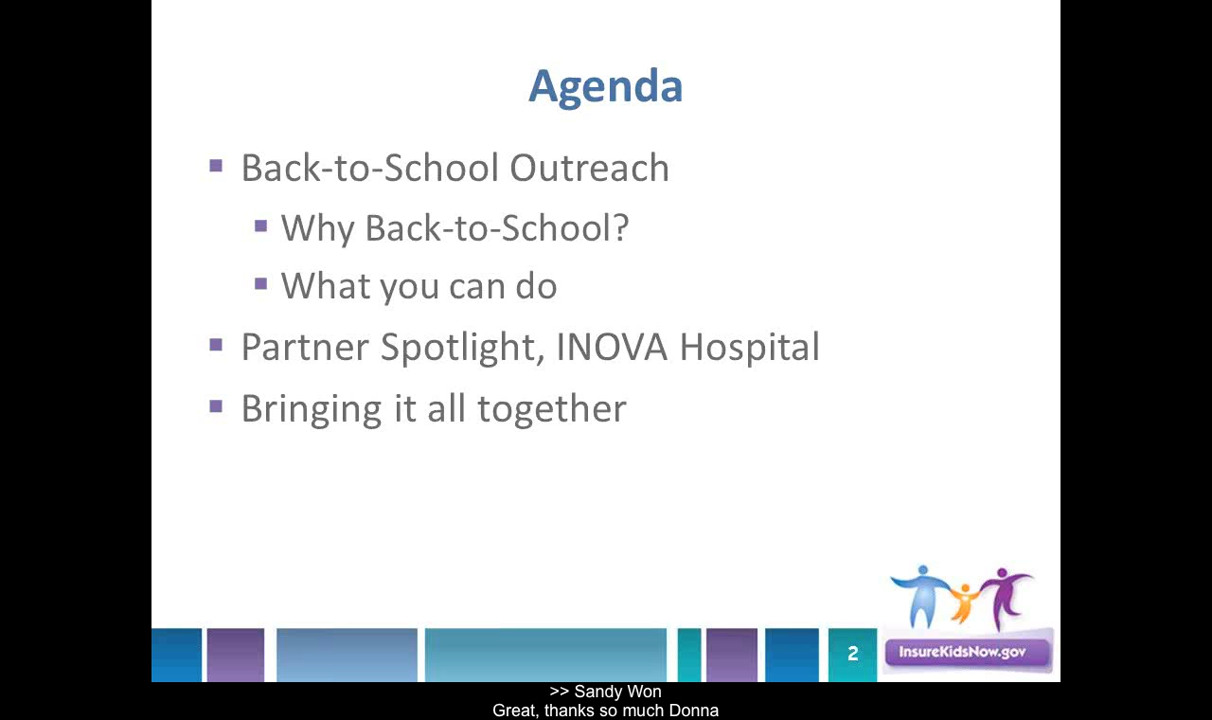 Agenda
Back-to-School Outreach
Why Back-to-School?
What you can do
Partner Spotlight, INOVA Hospital
Bringing it all together
2
InsureKidsNow.gov
>> Sandy Won
Great, thanks so much Donna